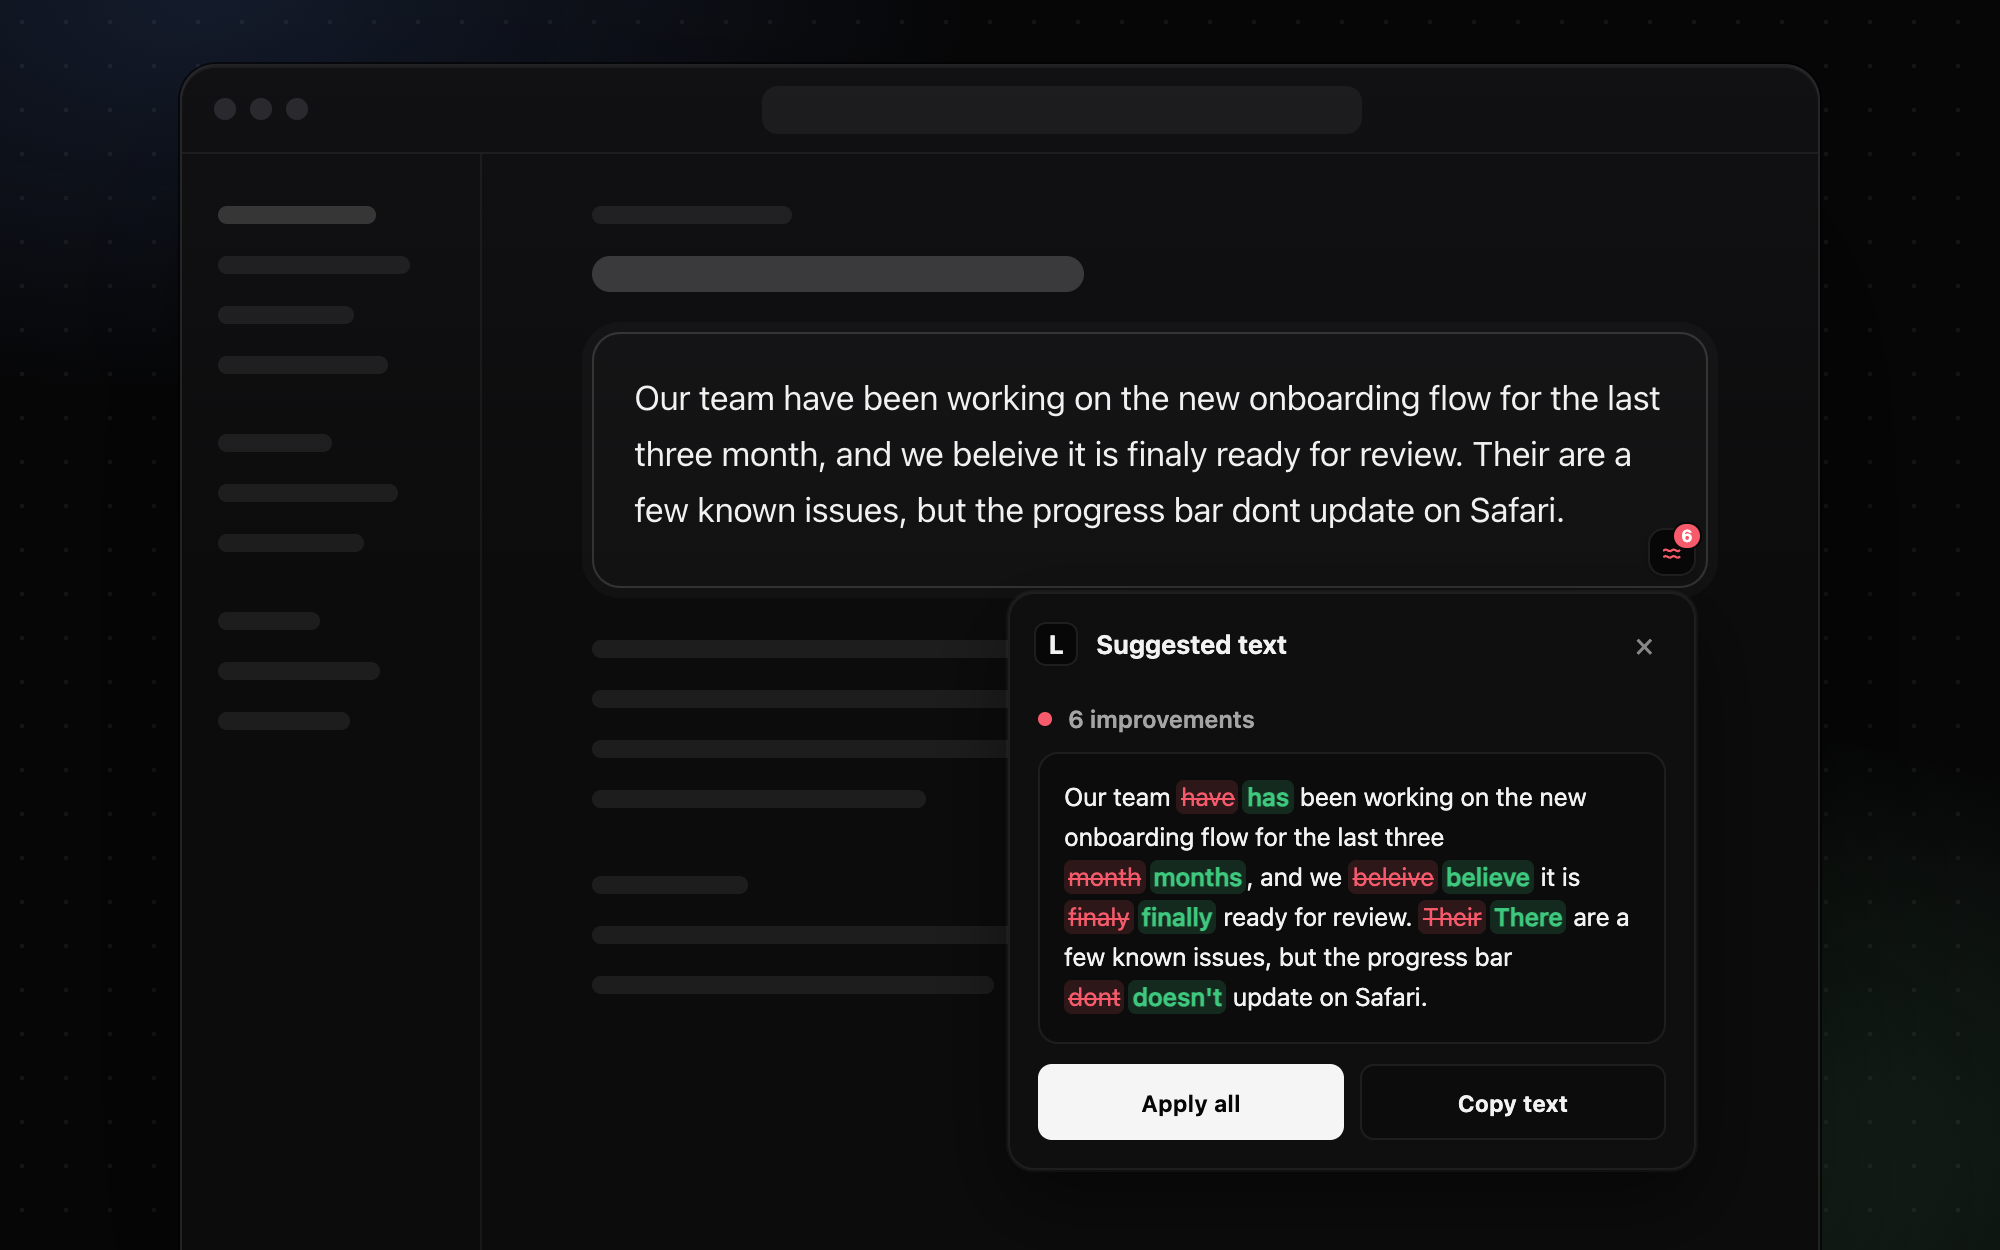 Our team have been working on the new onboarding flow for the last
three month, and we beleive it is finaly ready for review. Their are a
few known issues, but the progress bar dont update on Safari.
6
L Suggested text ×
6 improvements
Our team have has been working on the new
onboarding flow for the last three
month months, and we beleive believe it is
finaly finally ready for review. Their There are a
few known issues, but the progress bar
dont doesn't update on Safari.
Apply all Copy text